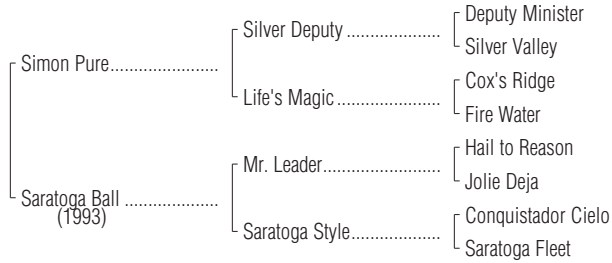 Deputy Minister
Silver Deputy ....................
Silver Valley
Simon Pure.......................
Cox's Ridge
Life's Magic ......................
Fire Water
Hail to Reason
Mr. Leader.........................
Jolie Deja
Saratoga Ball ....................
(1993)
Conquistador Cielo
Saratoga Style...................
Saratoga Fleet